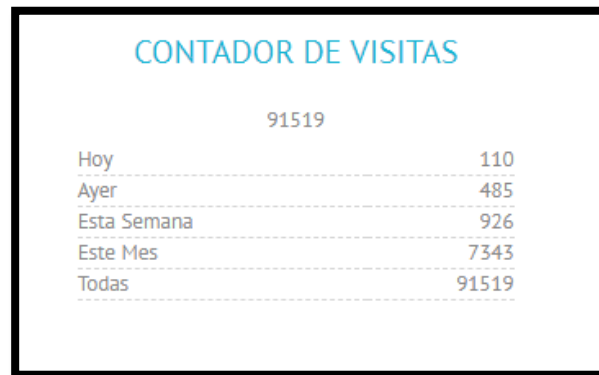 CONTADOR DE VISITAS
91519
Hoy 110
Ayer 485
Esta Semana 926
Este Mes 7343
Todas 91519